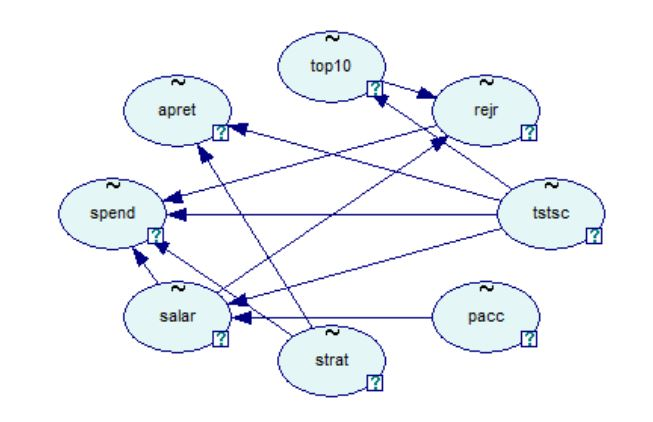 ~
top10
?
~
apret
?
~
rejr
?
~
spend
?
~
tstsc
?
~
salar
?
~
pacc
?
~
strat
?